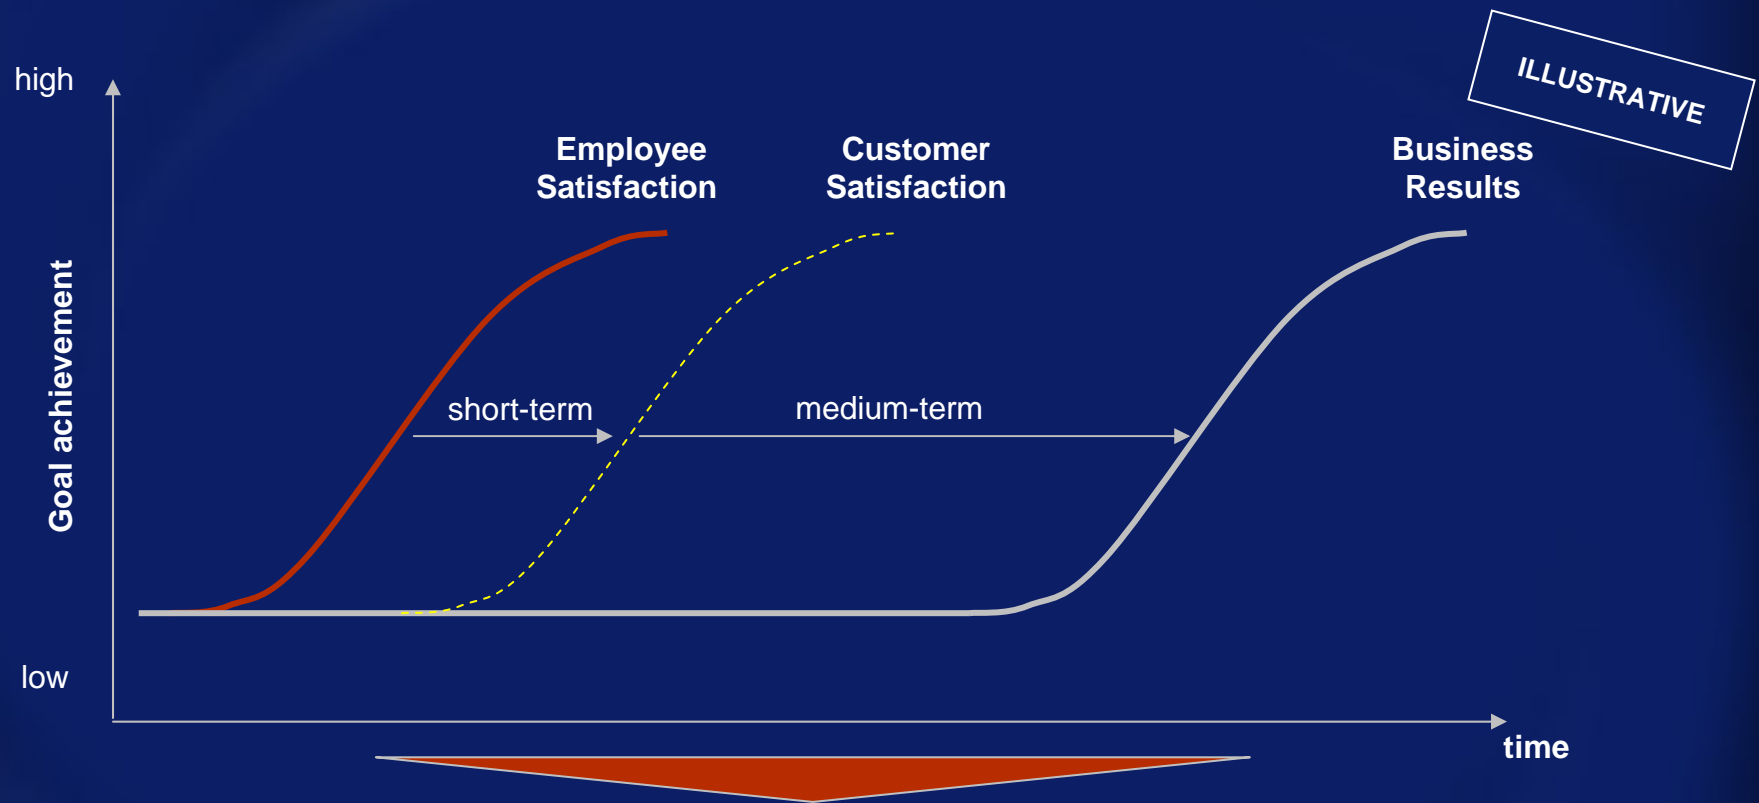 ILLUSTRATIVE
high
Employee
Satisfaction
Customer
Satisfaction
Business
Results
Goal achievement
short-term
medium-term
low
time